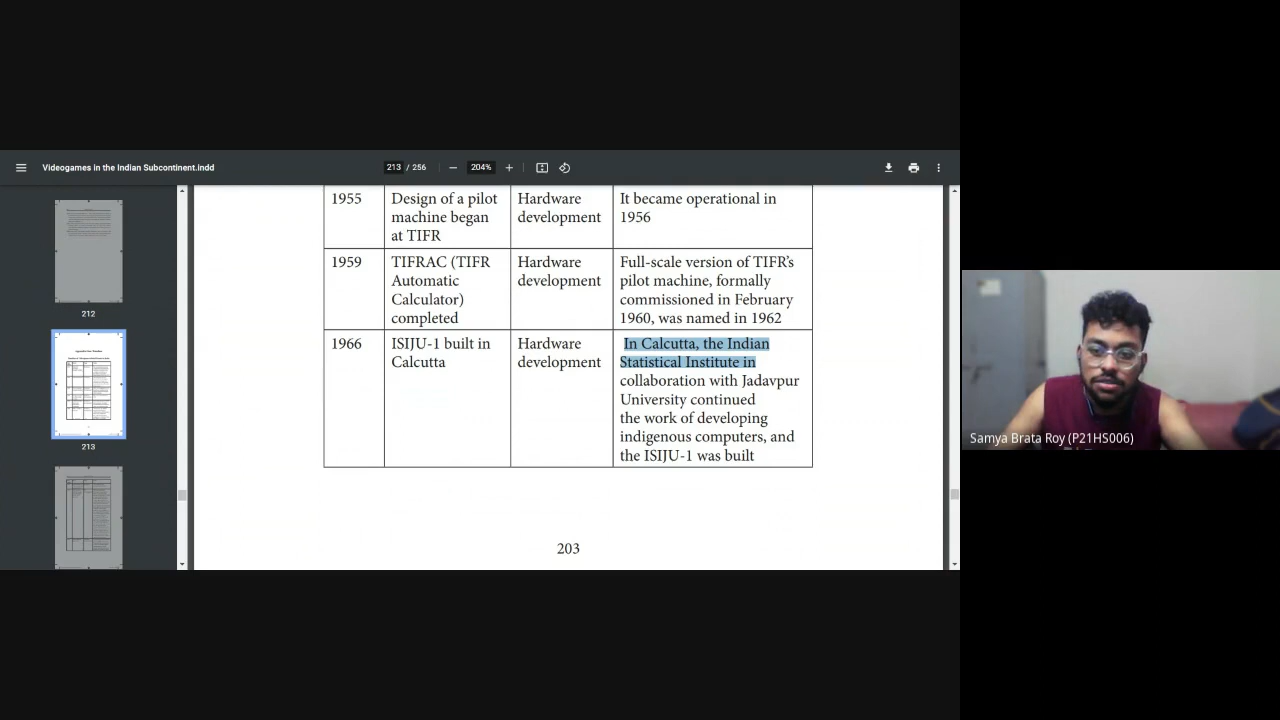 Videogames in the Indian Subcontinent.indd
213 / 256
204%
212
213
1955
Design of a pilot
machine began
at TIFR
Hardware
development
It became operational in
1956
1959
TIFRAC (TIFR
Automatic
Calculator)
completed
Hardware
development
Full-scale version of TIFR's
pilot machine, formally
commissioned in February
1960, was named in 1962
1966
ISIJU-1 built in
Calcutta
Hardware
development
In Calcutta, the Indian
Statistical Institute in
collaboration with Jadavpur
University continued
the work of developing
indigenous computers, and
the ISIJU-1 was built
203
Samya Brata Roy (P21HS006)